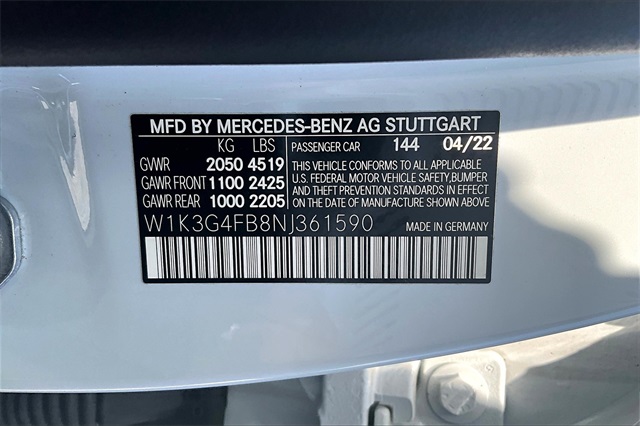 MFD BY MERCEDES-BENZ AG STUTTGART
KG LBS PASSENGER CAR 144 04/22
GVWR 2050 4519
GAWR FRONT 1100 2425
GAWR REAR 1000 2205
THIS VEHICLE CONFORMS TO ALL APPLICABLE
U.S. FEDERAL MOTOR VEHICLE SAFETY,BUMPER
AND THEFT PREVENTION STANDARDS IN EFFECT
ON THE DATE OF MANUFACTURE SHOWN ABOVE
W1K3G4FB8NJ361590 MADE IN GERMANY